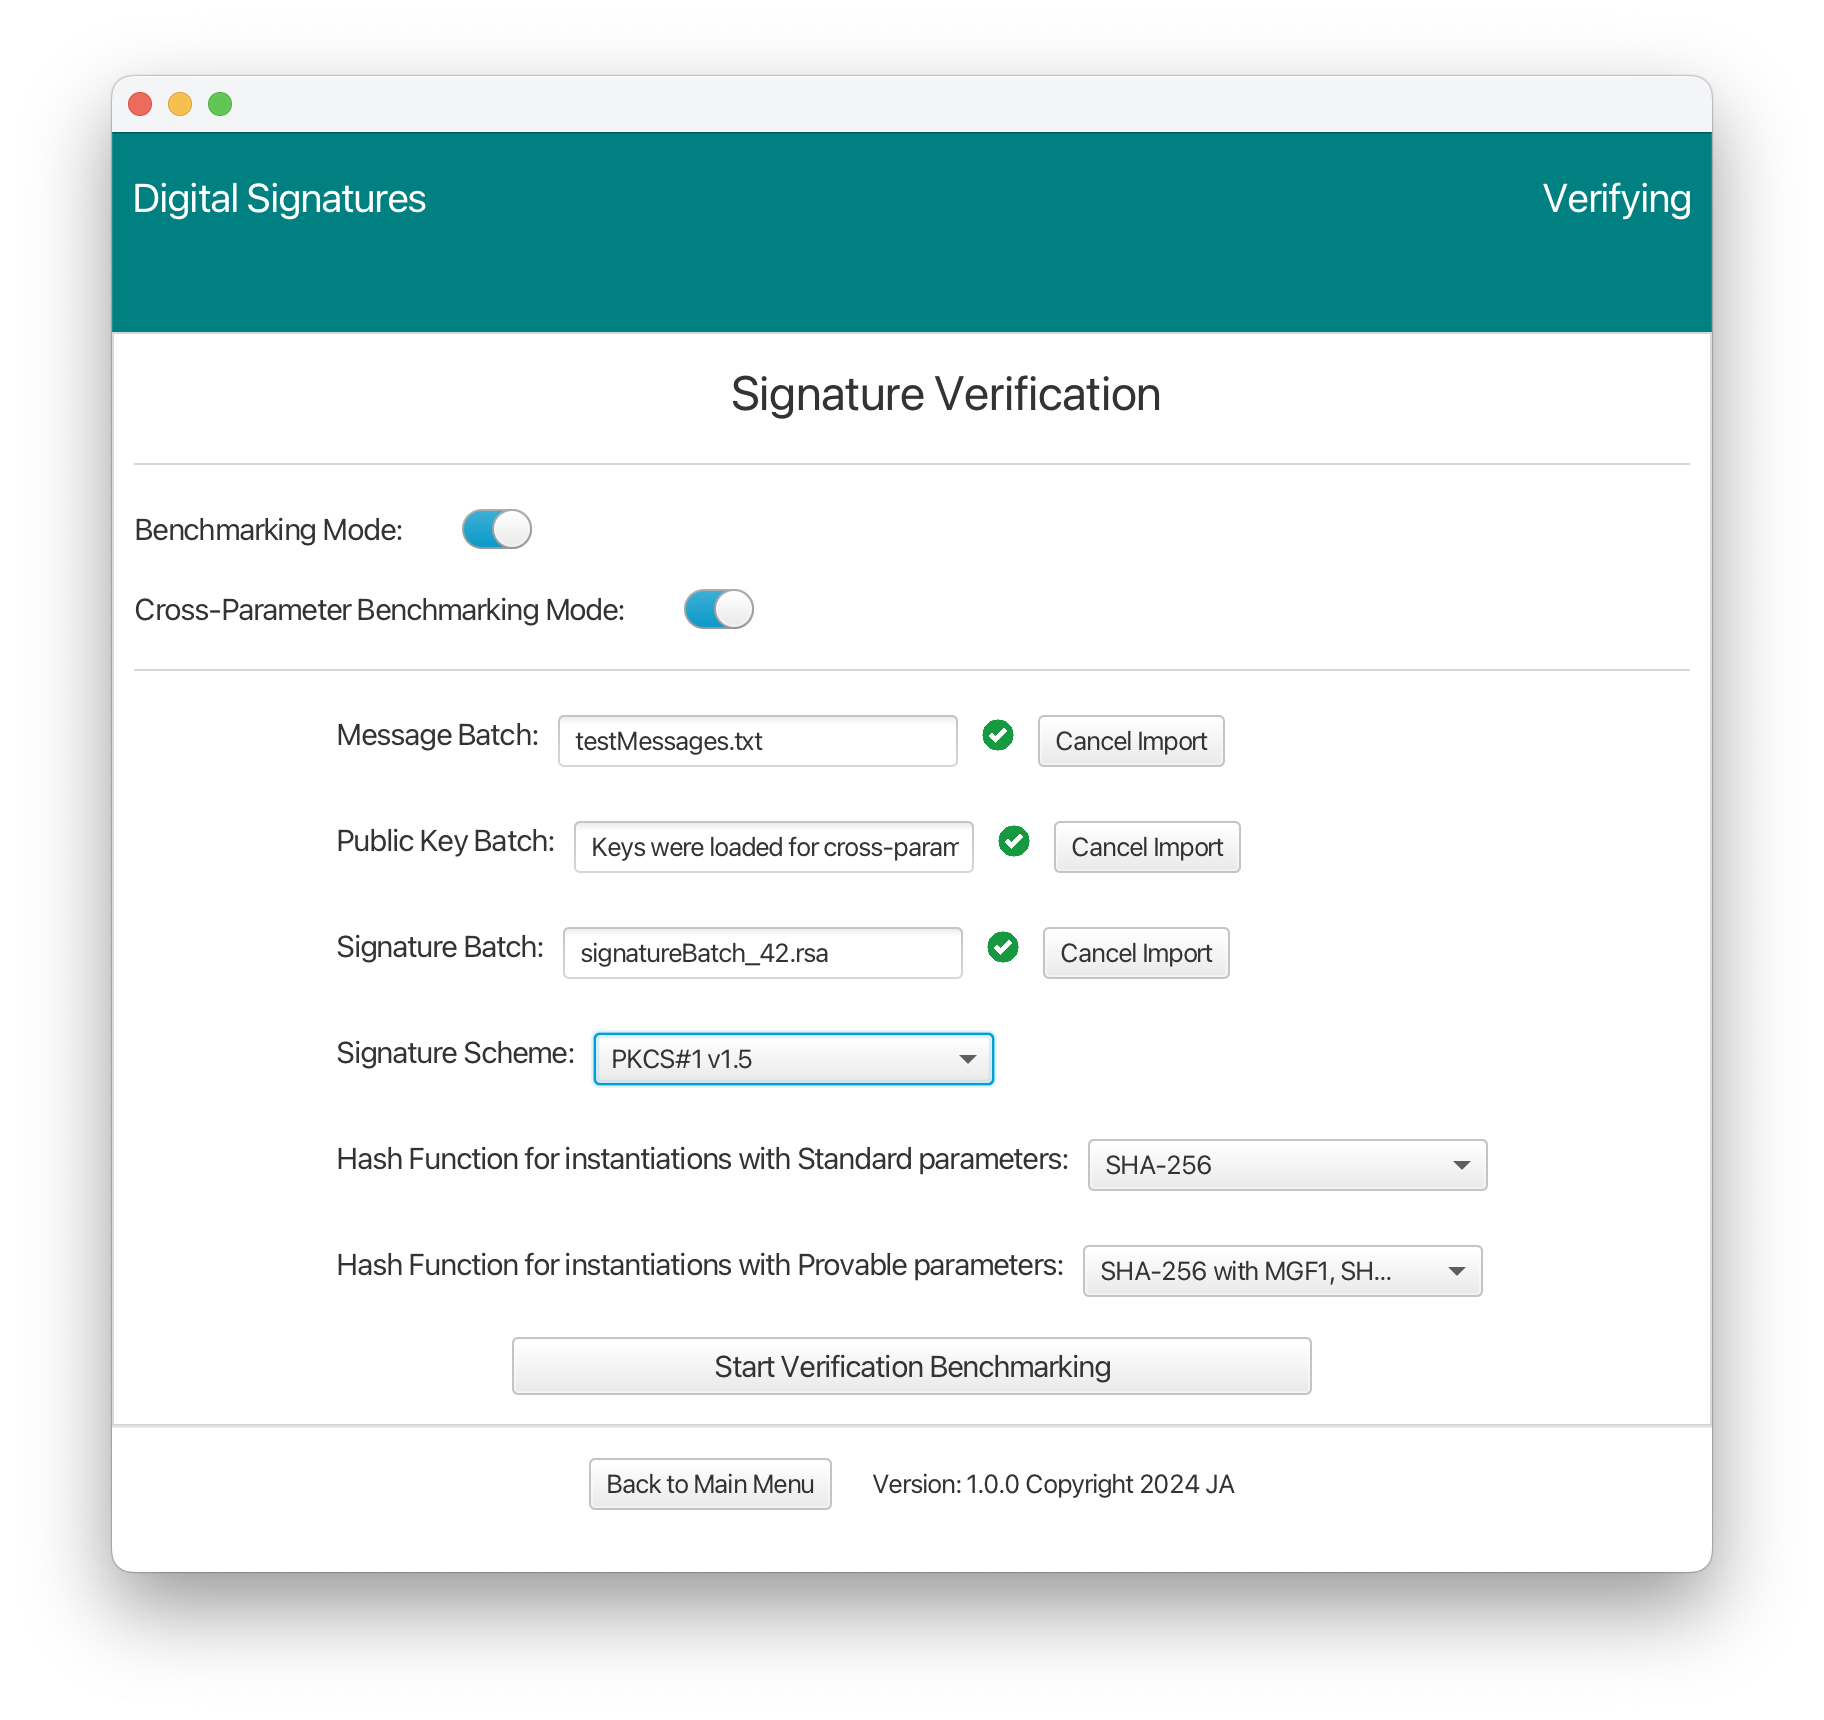 Digital Signatures Verifying
Signature Verification
Benchmarking Mode:
Cross-Parameter Benchmarking Mode:
Message Batch: testMessages.txt Cancel Import
Public Key Batch: Keys were loaded for cross-param Cancel Import
Signature Batch: signatureBatch_42.rsa Cancel Import
Signature Scheme: PKCS#1 v1.5
Hash Function for instantiations with Standard parameters: SHA-256
Hash Function for instantiations with Provable parameters: SHA-256 with MGF1, SH...
Start Verification Benchmarking
Back to Main Menu Version: 1.0.0 Copyright 2024 JA